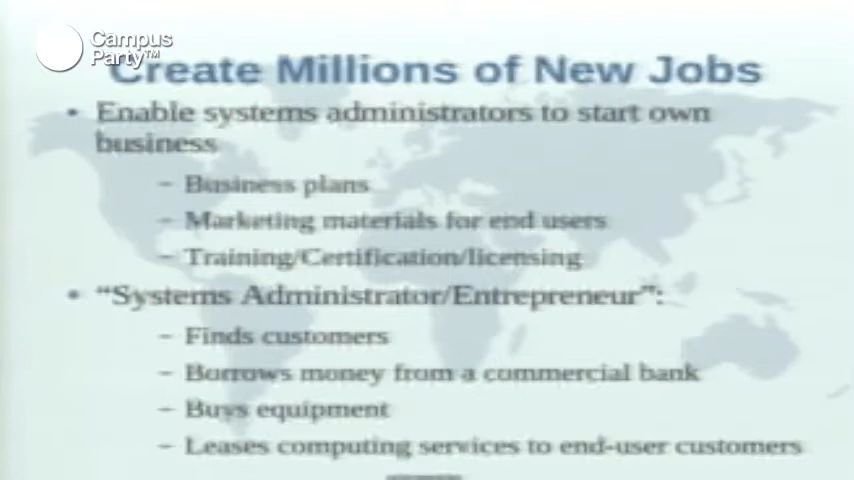 Campus
Party™
Create Millions of New Jobs
• Enable systems administrators to start own
business
– Business plans
– Marketing materials for end users
– Training/Certification/licensing
• “Systems Administrator/Entrepreneur”:
– Finds customers
– Borrows money from a commercial bank
– Buys equipment
– Leases computing services to end-user customers